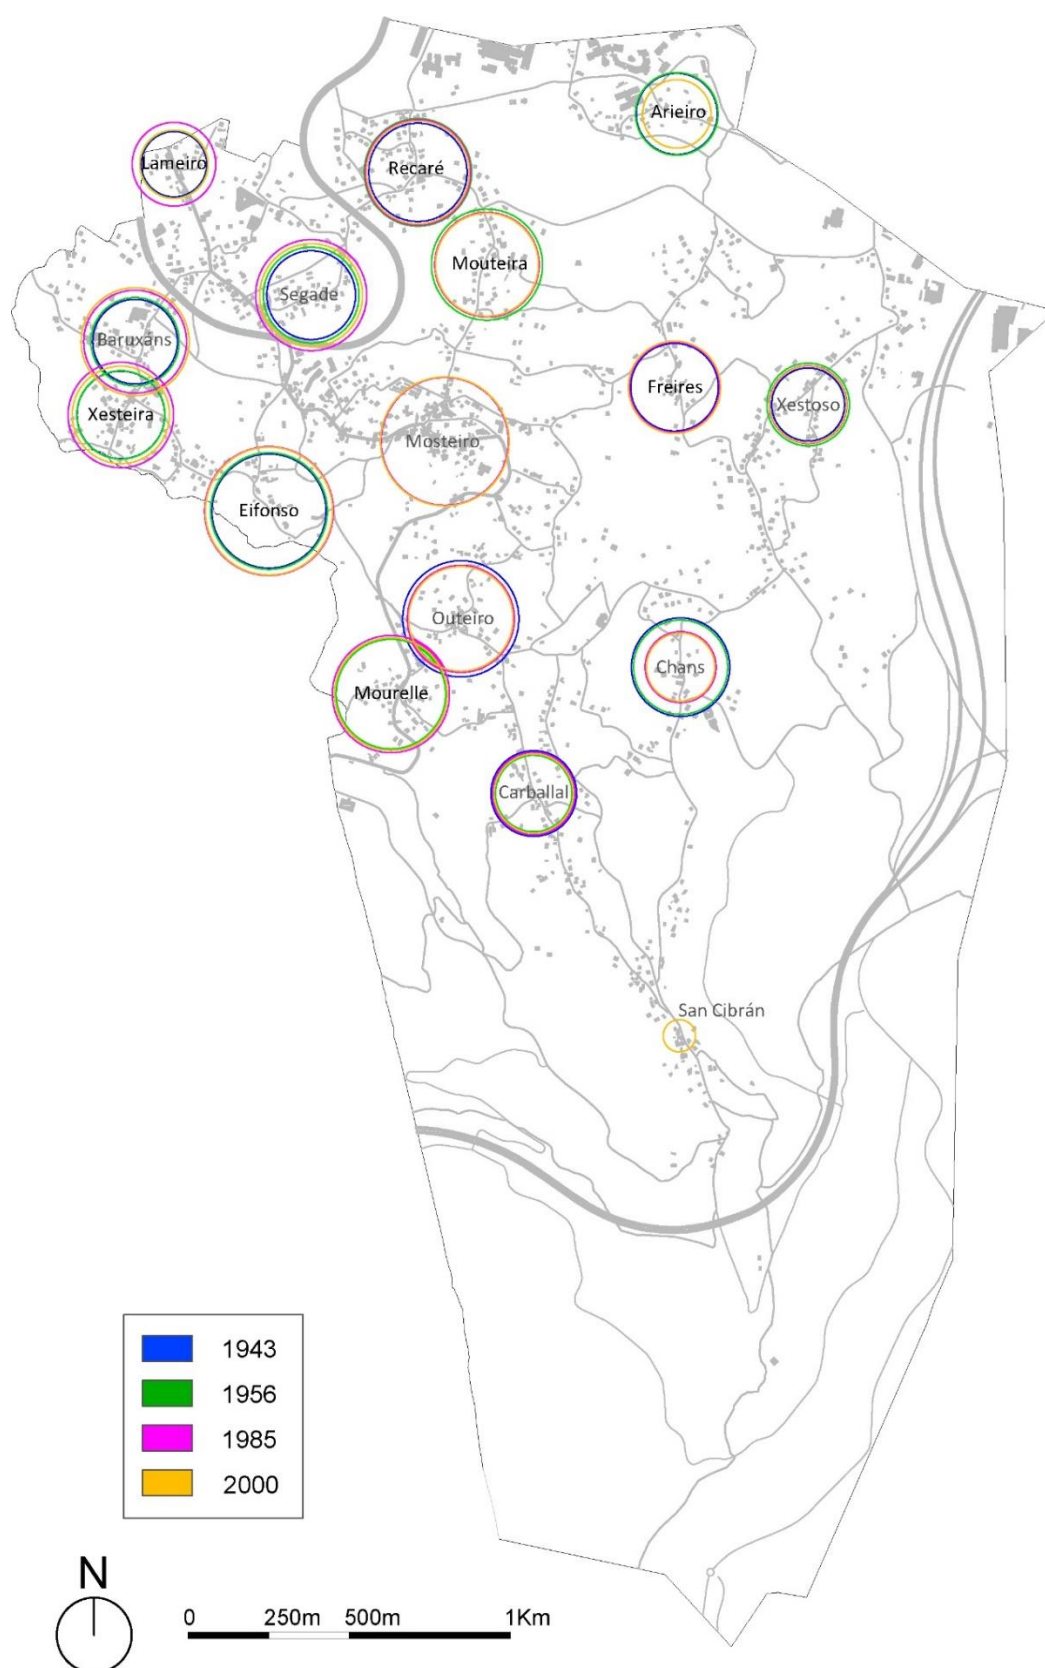 Arieiro
Lameiro
Recaré
Mouteira
Segade
Baruxáns
Xesteira
Freires
Xestoso
Mosteiro
Eifonso
Outeiro
Chans
Mourelle
Carballal
San Cibrán
1943
1956
1985
2000
N
0 250m 500m 1Km